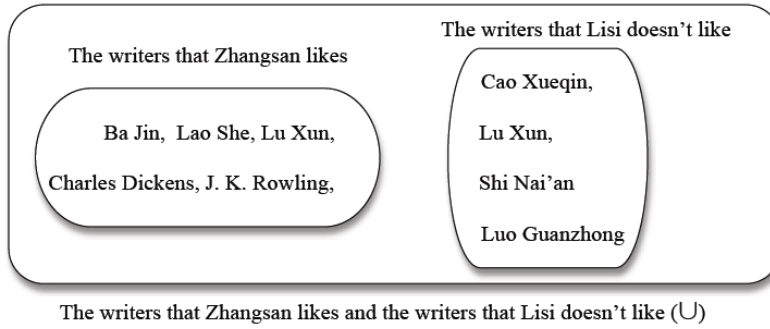 The writers that Zhangsan likes
Ba Jin, Lao She, Lu Xun,
Charles Dickens, J. K. Rowling,
The writers that Lisi doesn’t like
Cao Xueqin,
Lu Xun,
Shi Nai’an
Luo Guanzhong
The writers that Zhangsan likes and the writers that Lisi doesn’t like (∪)